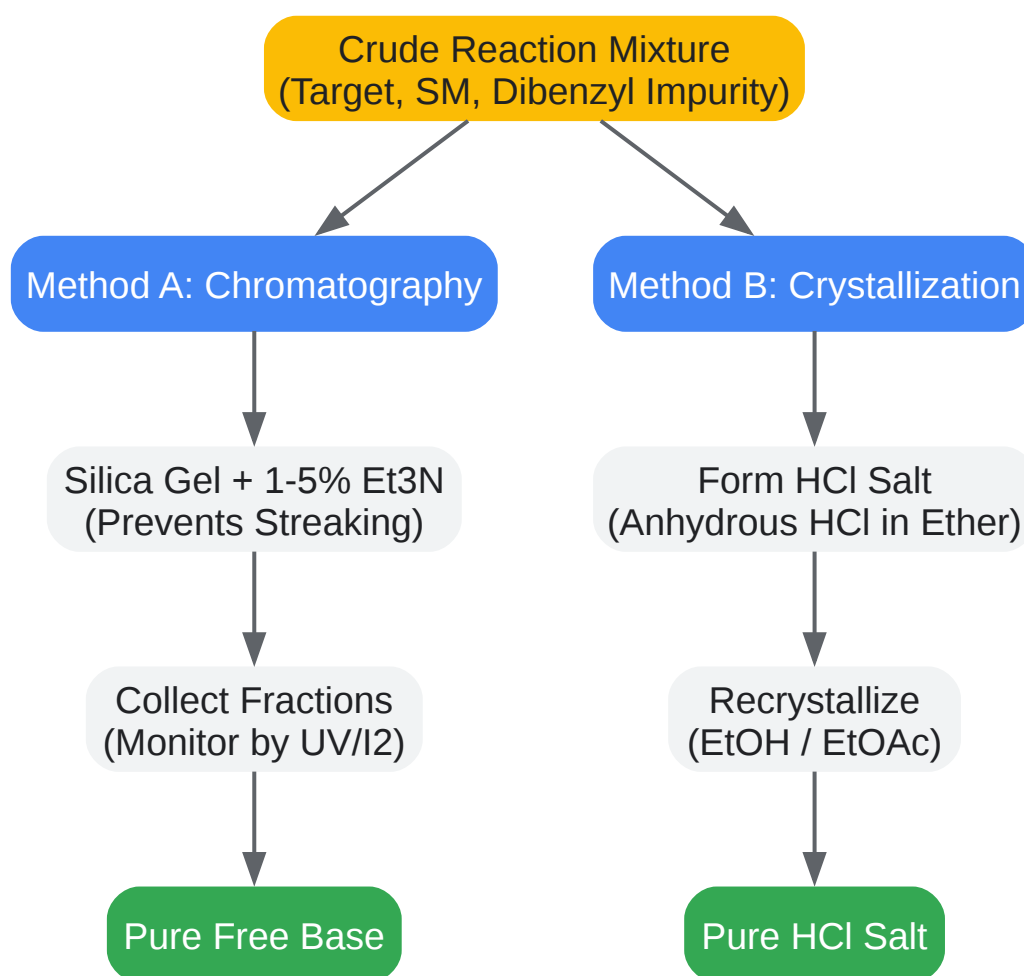 Crude Reaction Mixture
(Target, SM, Dibenzyl Impurity)
Method A: Chromatography
Method B: Crystallization
Silica Gel + 1-5% Et3N
(Prevents Streaking)
Form HCl Salt
(Anhydrous HCl in Ether)
Collect Fractions
(Monitor by UV/I2)
Recrystallize
(EtOH / EtOAc)
Pure Free Base
Pure HCl Salt